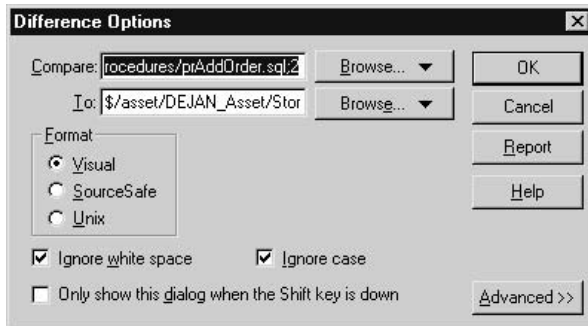 Difference Options
Compare: rocedures/prAddOrder.sql;2 Browse... OK
To: $/asset/DEJAN_Asset/Stor Browse... Cancel
Format Report
Visual
SourceSafe Help
Unix
Ignore white space Ignore case
Only show this dialog when the Shift key is down Advanced >>